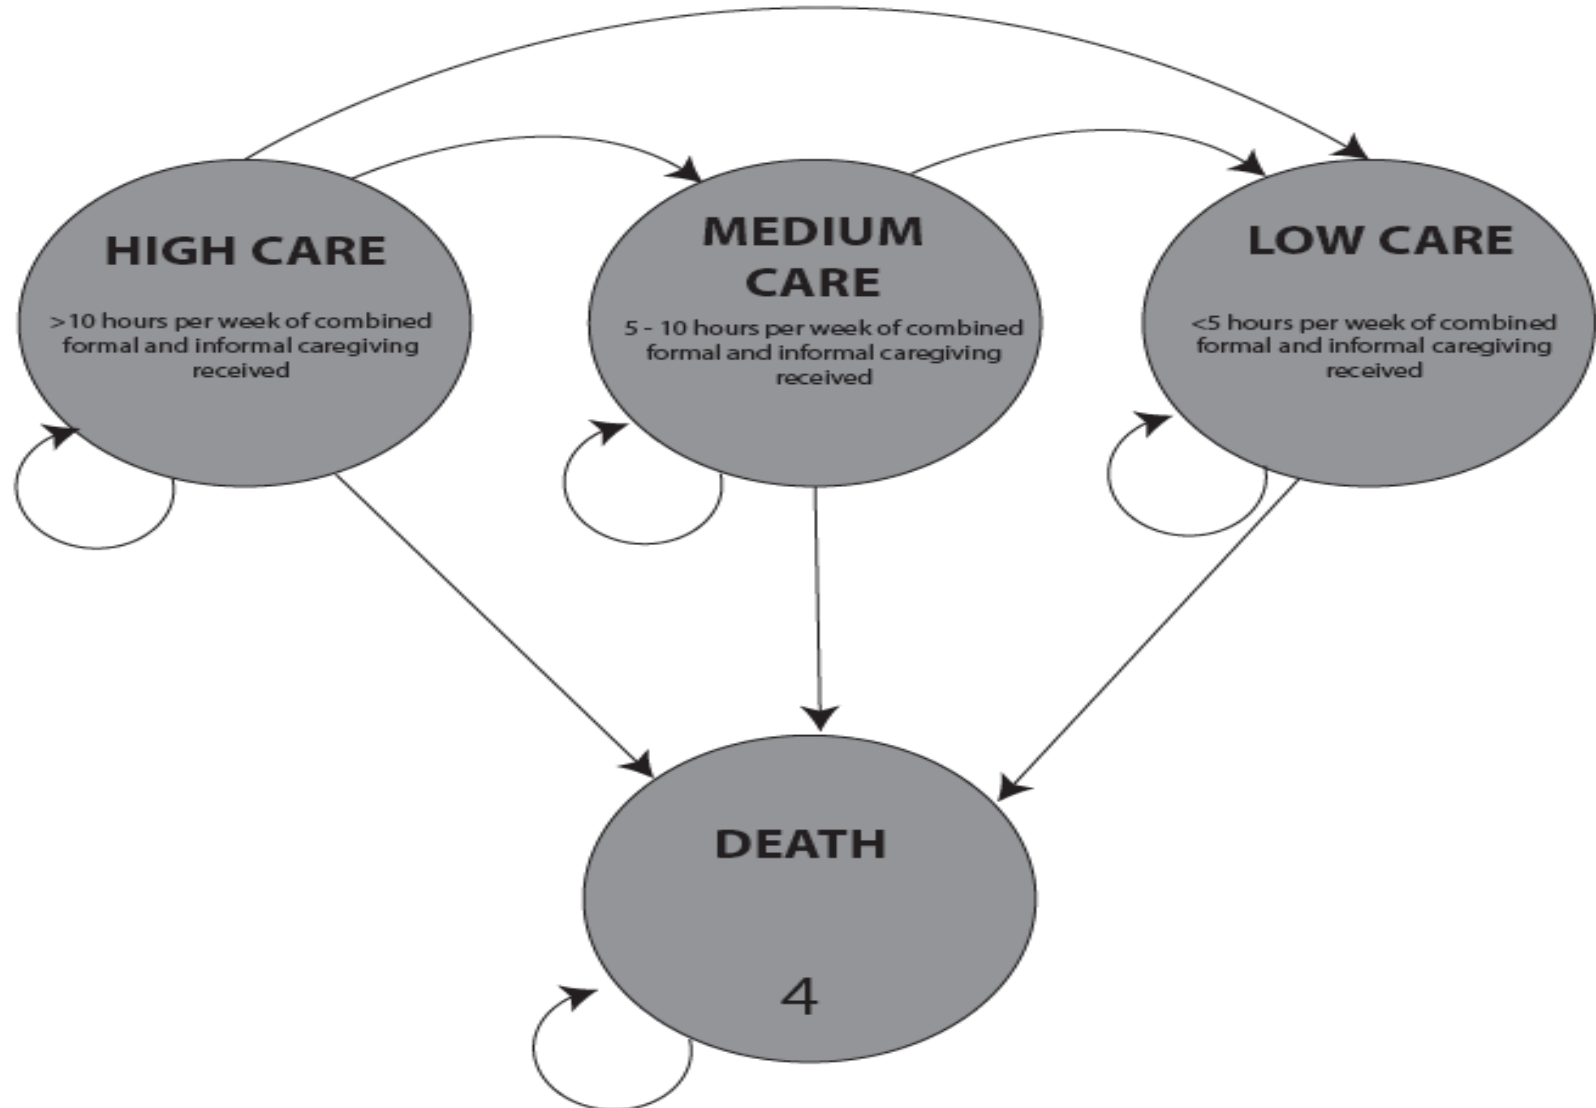 HIGH CARE
>10 hours per week of combined
formal and informal caregiving
received
MEDIUM
CARE
5 - 10 hours per week of combined
formal and informal caregiving
received
LOW CARE
<5 hours per week of combined
formal and informal caregiving
received
DEATH
4